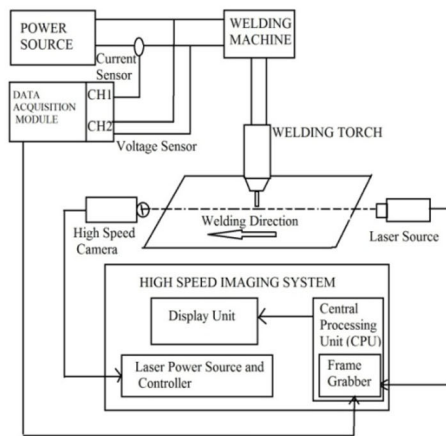 POWER
SOURCE
WELDING
MACHINE
Current
Sensor
DATA
ACQUISITION
MODULE
CH1
CH2
Voltage Sensor
WELDING TORCH
High Speed
Camera
Welding Direction
Laser Source
HIGH SPEED IMAGING SYSTEM
Display Unit
Central
Processing
Unit (CPU)
Laser Power Source and
Controller
Frame
Grabber